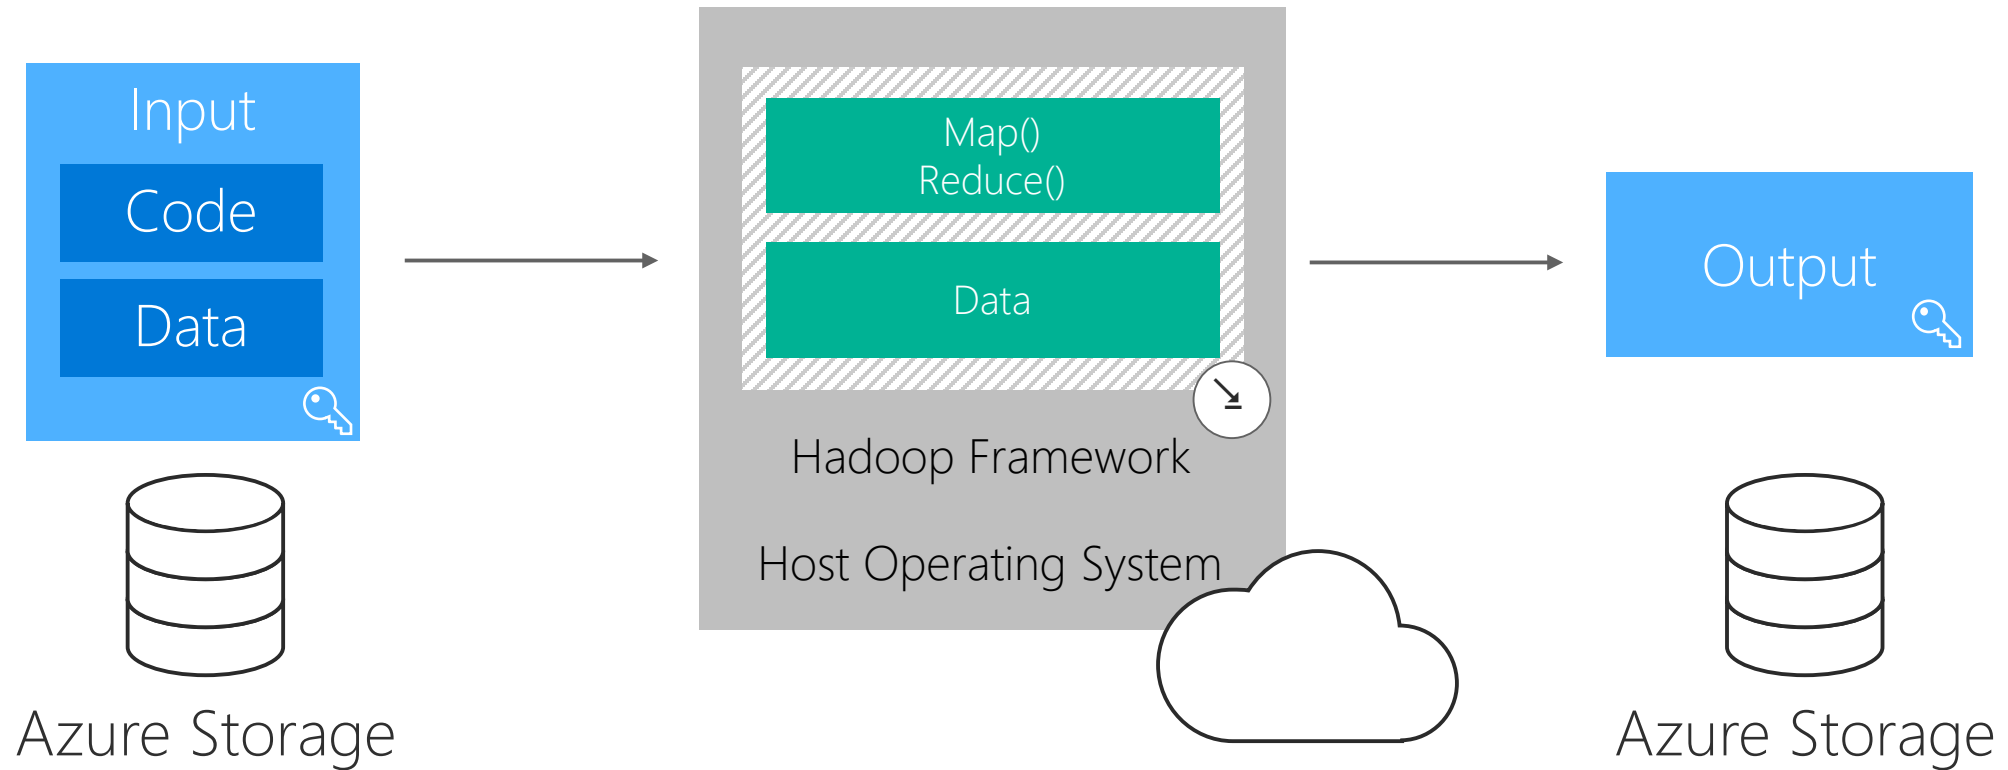 Input
Code
Data
Azure Storage
Map()
Reduce()
Data
Hadoop Framework
Host Operating System
Output
Azure Storage